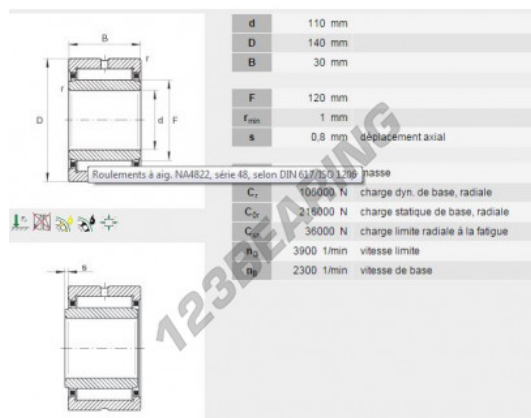 B
r
r
D
d
F
d 110 mm
D 140 mm
B 30 mm
F 120 mm
rmin 1 mm
s 0,8 mm déplacement axial
masse
Roulements à aig. NA4822, série 48, selon DIN 617/ISO 1206
Cr 106000 N charge dyn. de base, radiale
C0r 216000 N charge statique de base, radiale
36000 N charge limite radiale à la fatigue
nG 3900 1/min vitesse limite
nB 2300 1/min vitesse de base
s
123BEARING